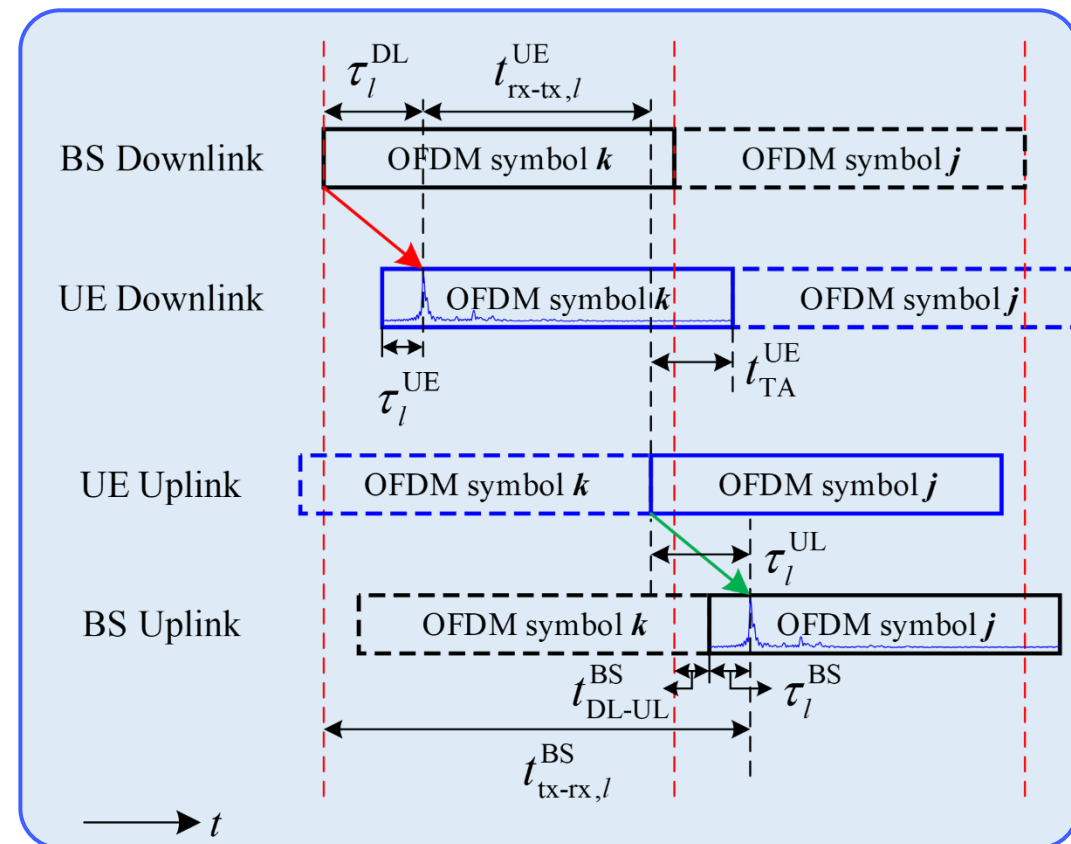 τ_l^DL t_rx-tx,l^UE
BS Downlink OFDM symbol k OFDM symbol j
UE Downlink OFDM symbol k OFDM symbol j
τ_l^UE t_TA^UE
UE Uplink OFDM symbol k OFDM symbol j
τ_l^UL
BS Uplink OFDM symbol k OFDM symbol j
t_DL-UL^BS τ_l^BS
t_tx-rx,l^BS
t